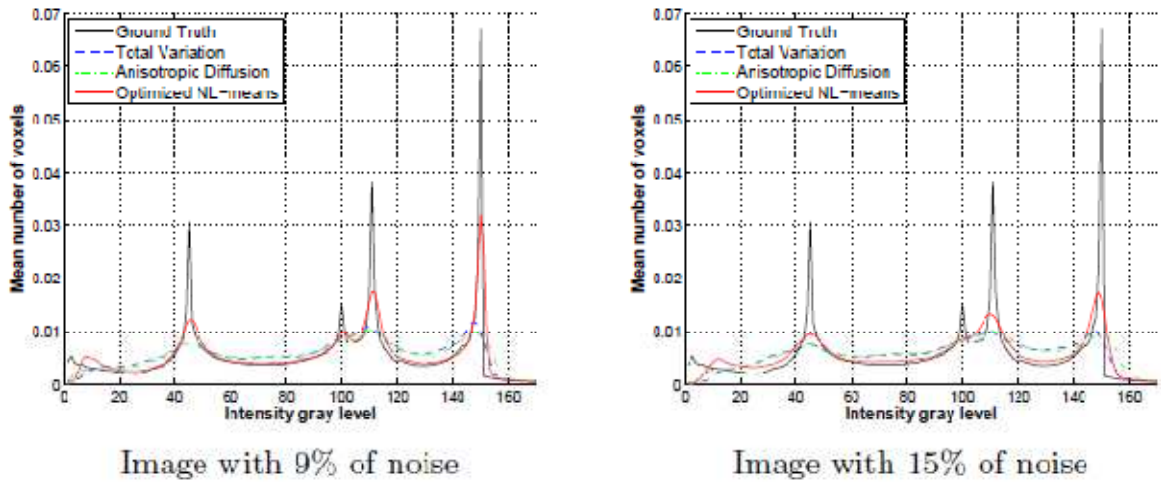 0.07
0.06
0.05
0.04
0.03
0.02
0.01
0
Mean number of voxels
Ground Truth
Total Variation
Anisotropic Diffusion
Optimized NL-means
0 20 40 60 80 100 120 140 160
Intensity gray level
Image with 9% of noise
0.07
0.06
0.05
0.04
0.03
0.02
0.01
0
Mean number of voxels
Ground Truth
Total Variation
Anisotropic Diffusion
Optimized NL-means
0 20 40 60 80 100 120 140 160
Intensity gray level
Image with 15% of noise